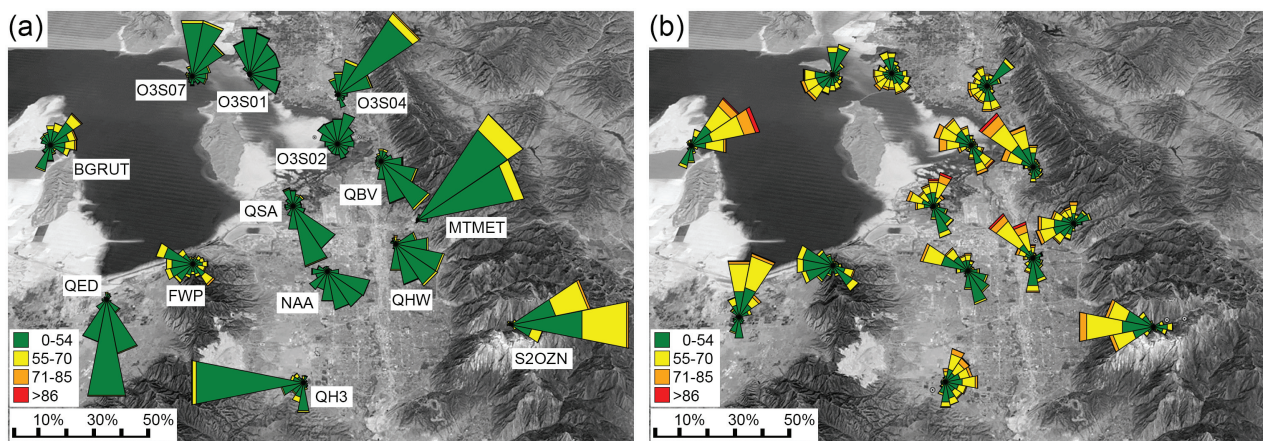 (a)
O3S07
O3S01
O3S04
O3S02
BGRUT
QBV
QSA
MTMET
QED
FWP
NAA
QHW
S2OZN
QH3
0-54
55-70
71-85
>86
10% 30% 50%
(b)
0-54
55-70
71-85
>86
10% 30% 50%